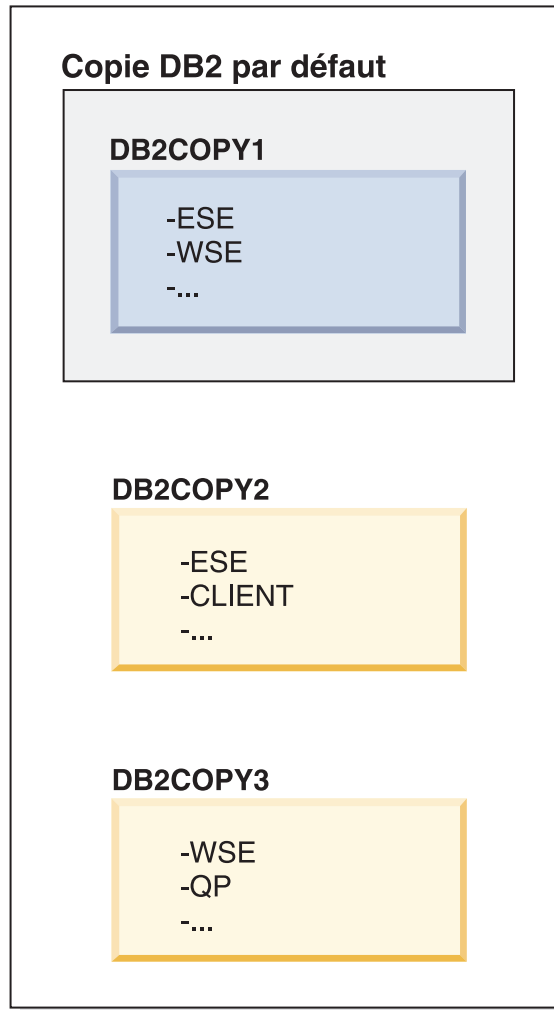 Copie DB2 par défaut
DB2COPY1
-ESE
-WSE
-...
DB2COPY2
-ESE
-CLIENT
-...
DB2COPY3
-WSE
-QP
-...